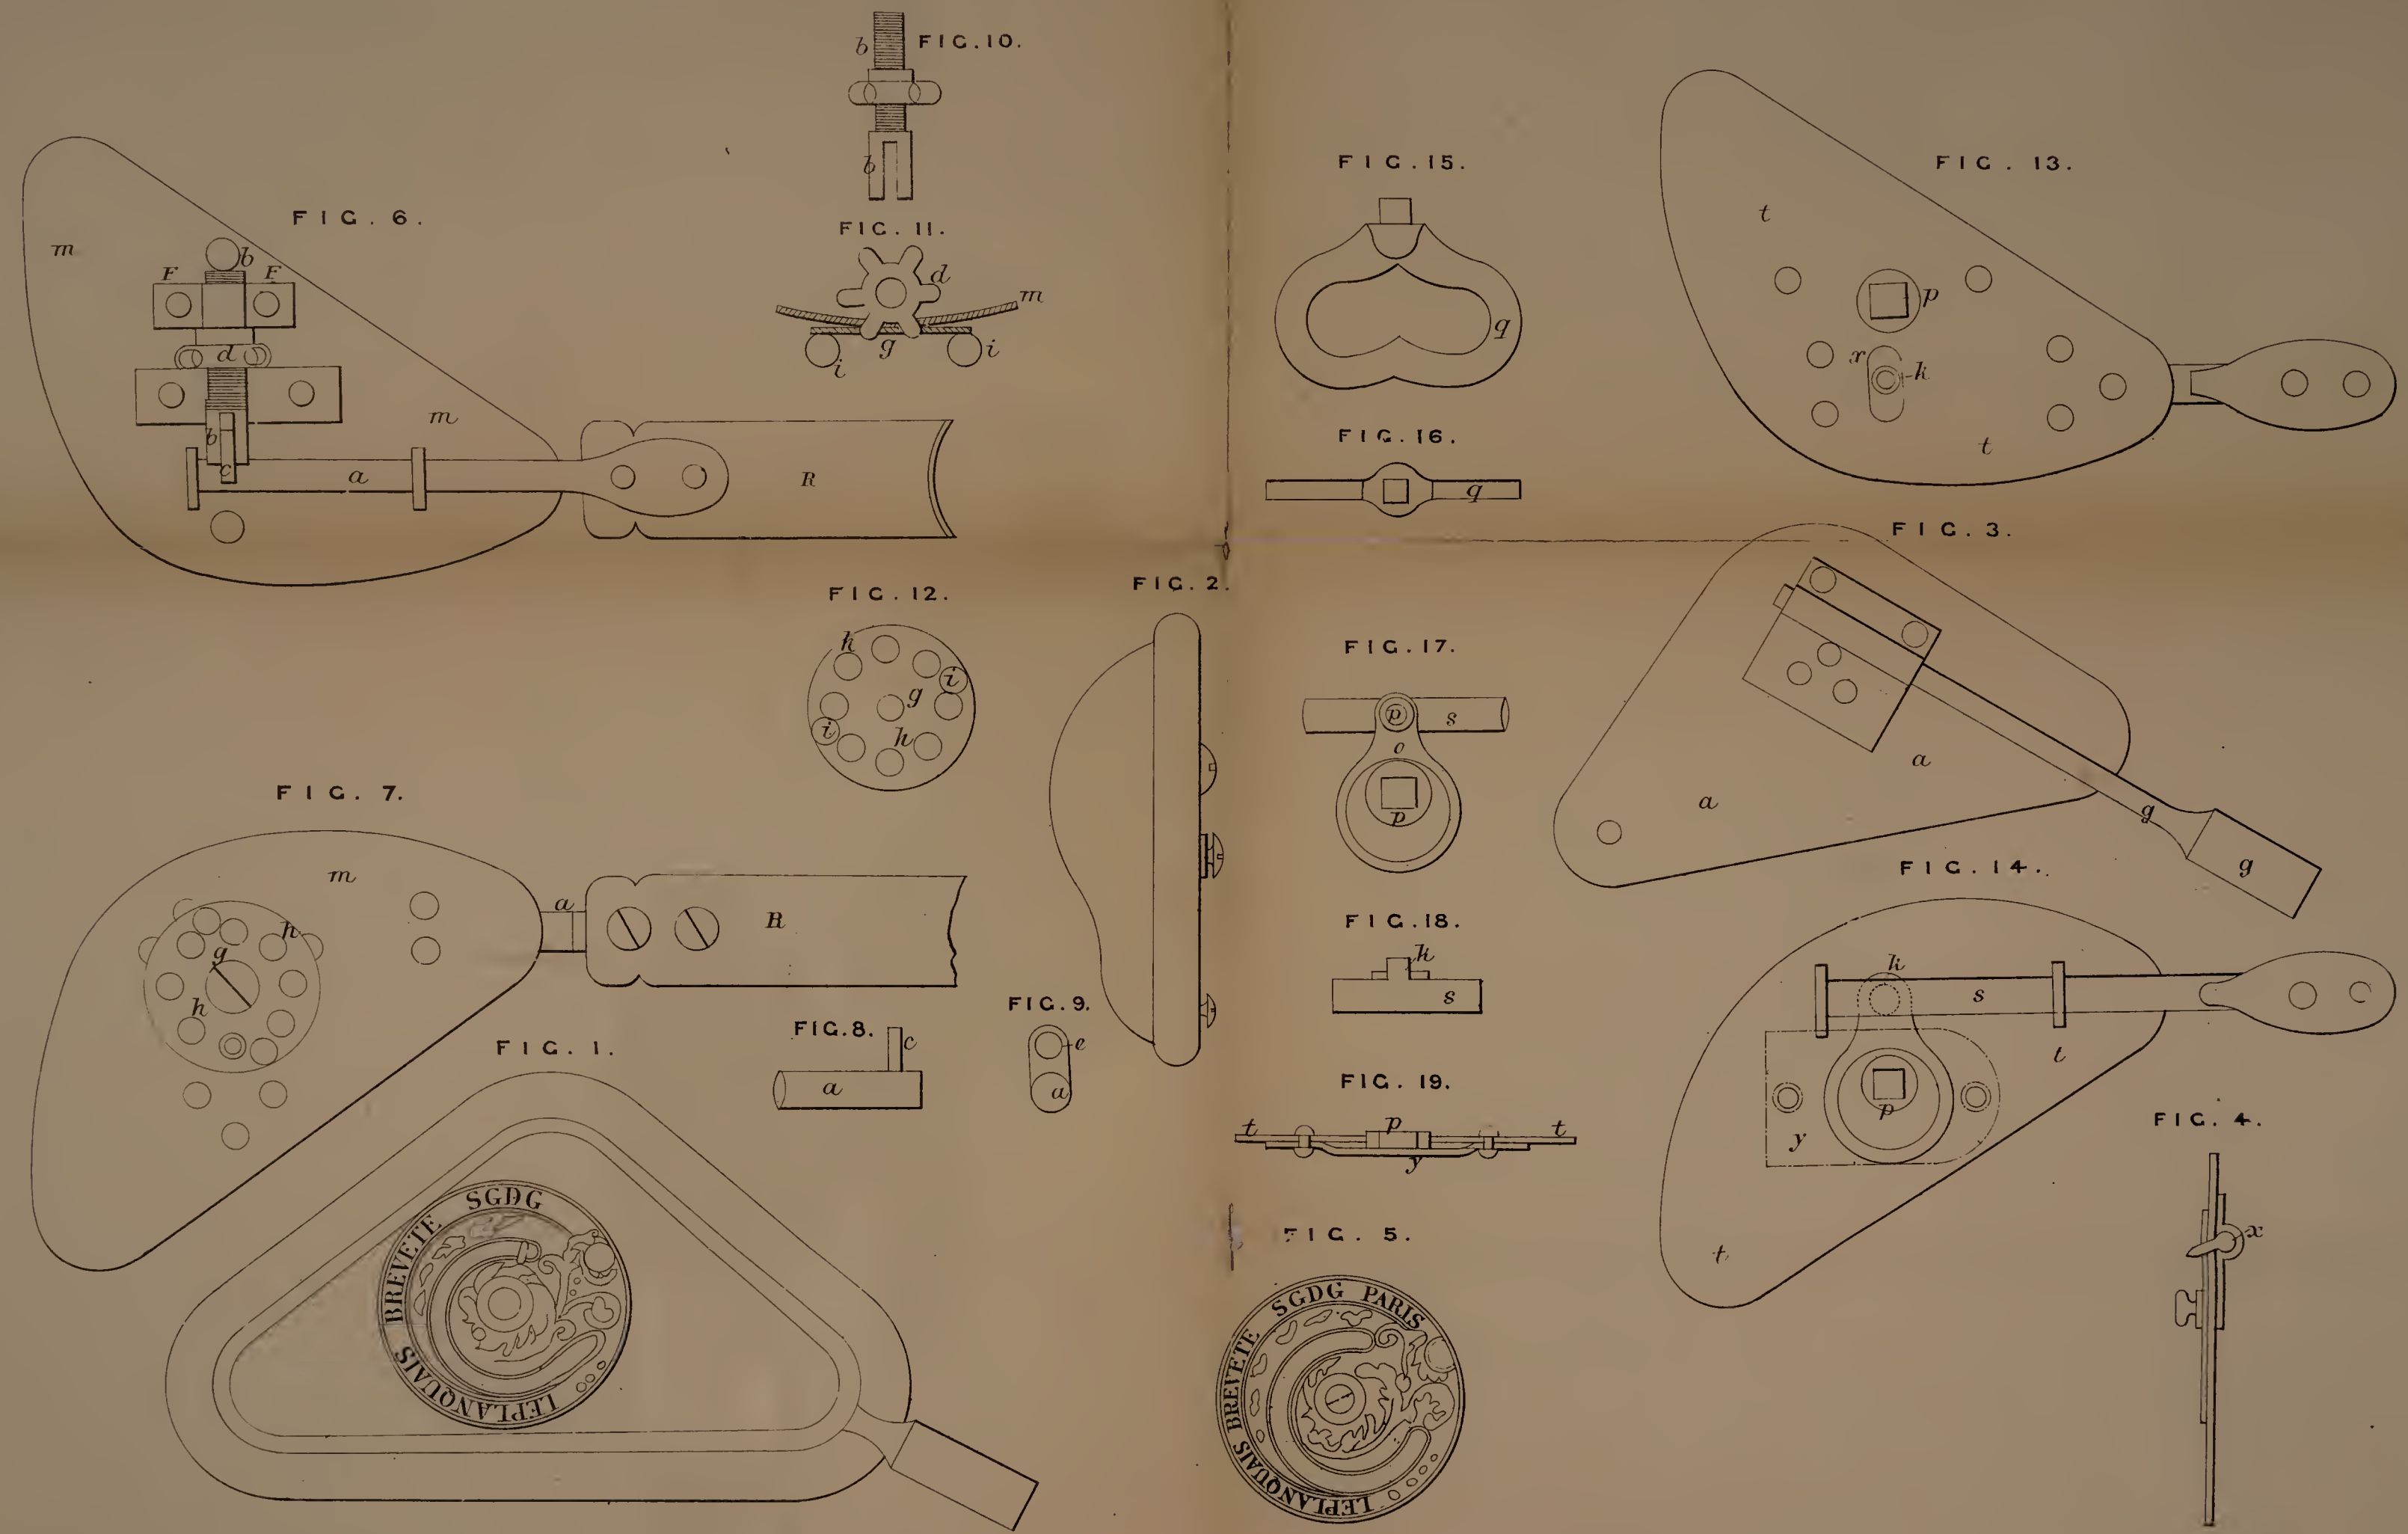 FIG. 10.
b
b
FIG. 6.
m
b
F F
d
b
c
a
m
R
FIG. 11.
d
m
g
i i
FIG. 15.
q
FIG. 16.
q
FIG. 13.
t
p
x
k
t
FIG. 12.
h
i
g
i
h
FIG. 2.
FIG. 3.
a
a
g
g
FIG. 17.
p s
o
p
FIG. 7.
m
a
h
g
h
R
FIG. 18.
k
s
FIG. 14.
k
s
t
p
y
t
FIG. 8.
c
a
FIG. 9.
e
a
FIG. 19.
t p t
y
FIG. 4.
x
FIG. 1.
LEPLANQUAIS BREVETE SGDG
FIG. 5.
LEPLANQUAIS BREVETE SGDG PARIS